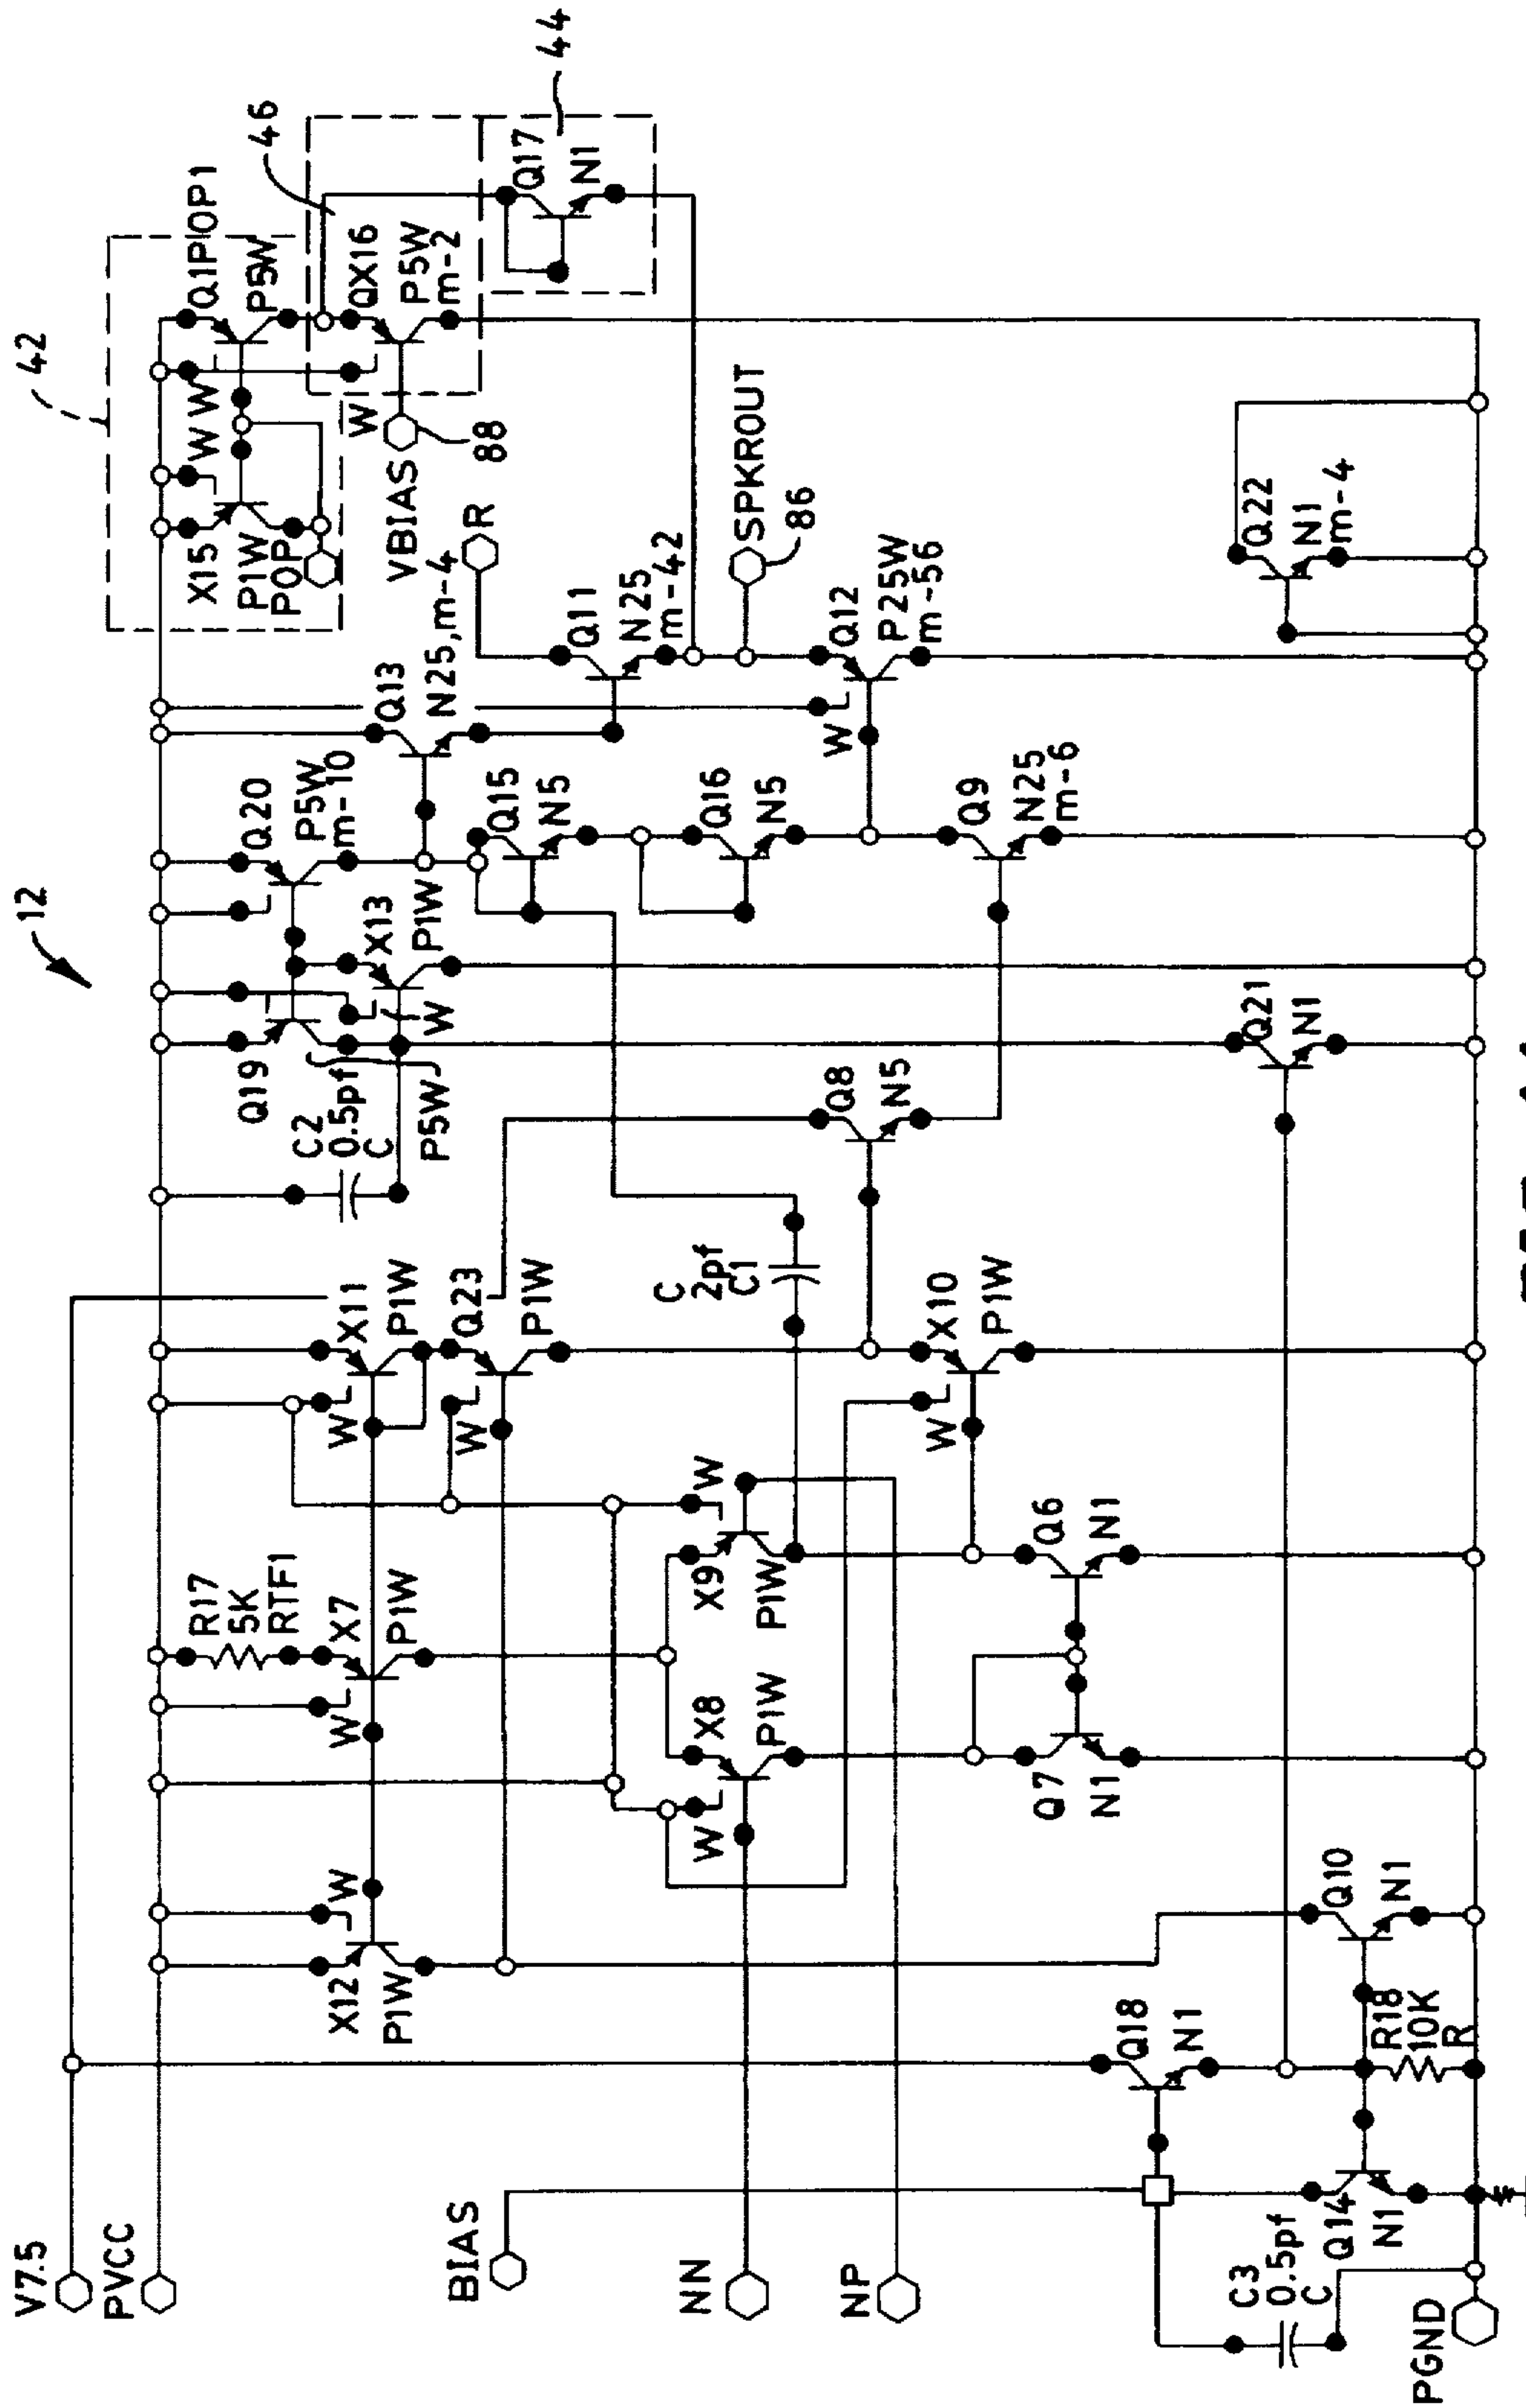 12
42
46
44
V7.5
PVCC
BIAS
NN
NP
PGND
C3
0.5pf
C
Q14
N1
Q18
N1
R18
10K
R
Q10
N1
X12
P1W
W
R17
5K
RTF1
X7
P1W
W
X8
P1W
W
X9
P1W
W
Q7
N1
Q6
N1
X11
P1W
W
Q23
P1W
W
X10
P1W
W
C
2pf
C1
C2
0.5pf
C
Q8
N5
Q19
P5W
X13
P1W
W
Q21
N1
Q20
P5W
m-10
Q15
N5
Q16
N5
Q9
N25
m-6
Q13
N25,m-4
Q11
N25
m-42
Q12
P25W
m-56
W
R
SPKROUT
86
X15
P1W
POP
W
W
Q1POP1
P5W
QX16
P5W
m-2
W
VBIAS
88
Q17
N1
Q22
N1
m-4